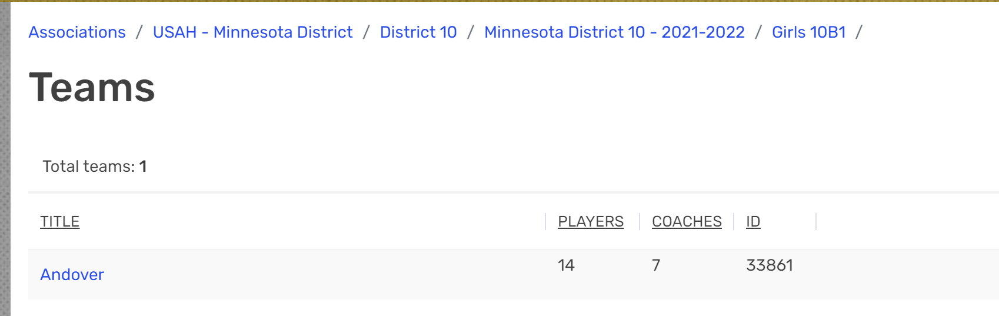 Associations / USAH - Minnesota District / District 10 / Minnesota District 10 - 2021-2022 / Girls 10B1 /
Teams
Total teams: 1
TITLE PLAYERS COACHES ID
Andover 14 7 33861